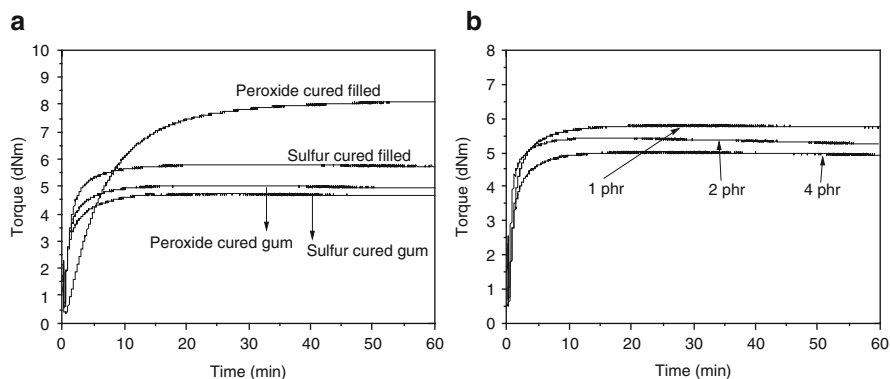 a
10
9
8
7
6
5
4
3
2
1
0
Torque (dNm)
Peroxide cured filled
Sulfur cured filled
Peroxide cured gum
Sulfur cured gum
0 10 20 30 40 50 60
Time (min)
b
8
7
6
5
4
3
2
1
0
Torque (dNm)
1 phr
2 phr
4 phr
0 10 20 30 40 50 60
Time (min)